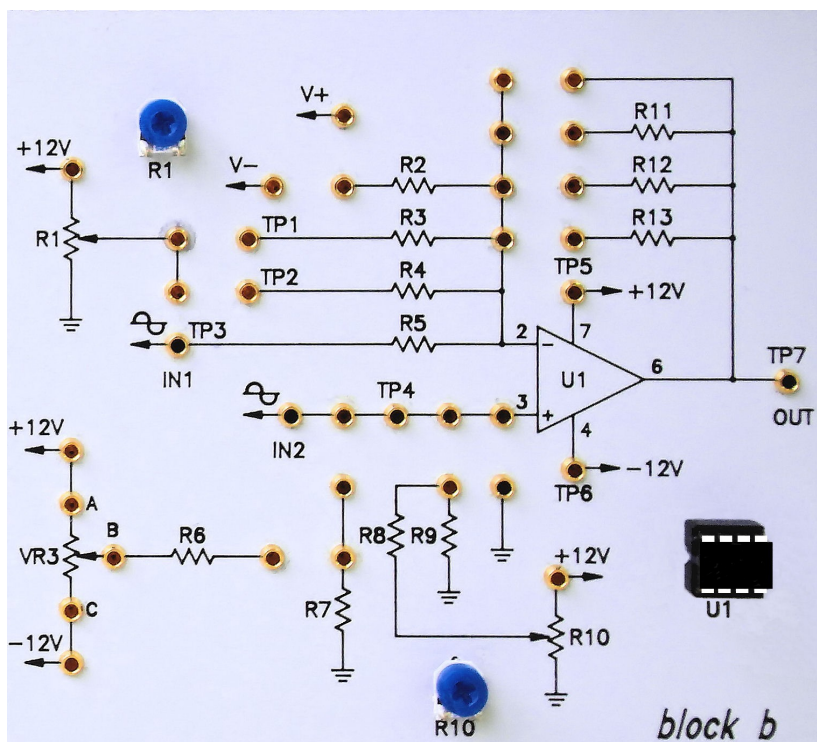 V+
+12V
R1
V-
R11
R2
R12
R1
TP1
R3
R13
TP2
R4
TP5
+12V
TP3
R5
2
7
IN1
U1
6
TP7
TP4
3
+
4
OUT
IN2
+12V
-12V
TP6
A
B
R6
R8
R9
VR3
+12V
C
R7
R10
U1
-12V
R10
block b